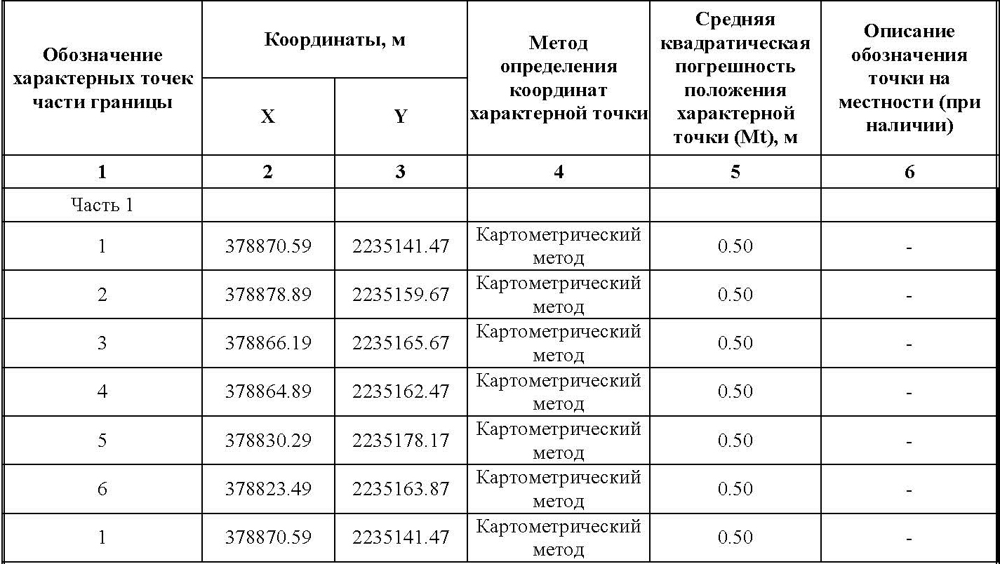 Обозначение
характерных точек
части границы
Координаты, м
X
Y
Метод
определения
координат
характерной точки
Средняя
квадратическая
погрешность
положения
характерной
точки (Mt), м
Описание
обозначения
точки на
местности (при
наличии)
1 2 3 4 5 6
Часть 1
1 378870.59 2235141.47 Картометрический
метод 0.50 -
2 378878.89 2235159.67 Картометрический
метод 0.50 -
3 378866.19 2235165.67 Картометрический
метод 0.50 -
4 378864.89 2235162.47 Картометрический
метод 0.50 -
5 378830.29 2235178.17 Картометрический
метод 0.50 -
6 378823.49 2235163.87 Картометрический
метод 0.50 -
1 378870.59 2235141.47 Картометрический
метод 0.50 -